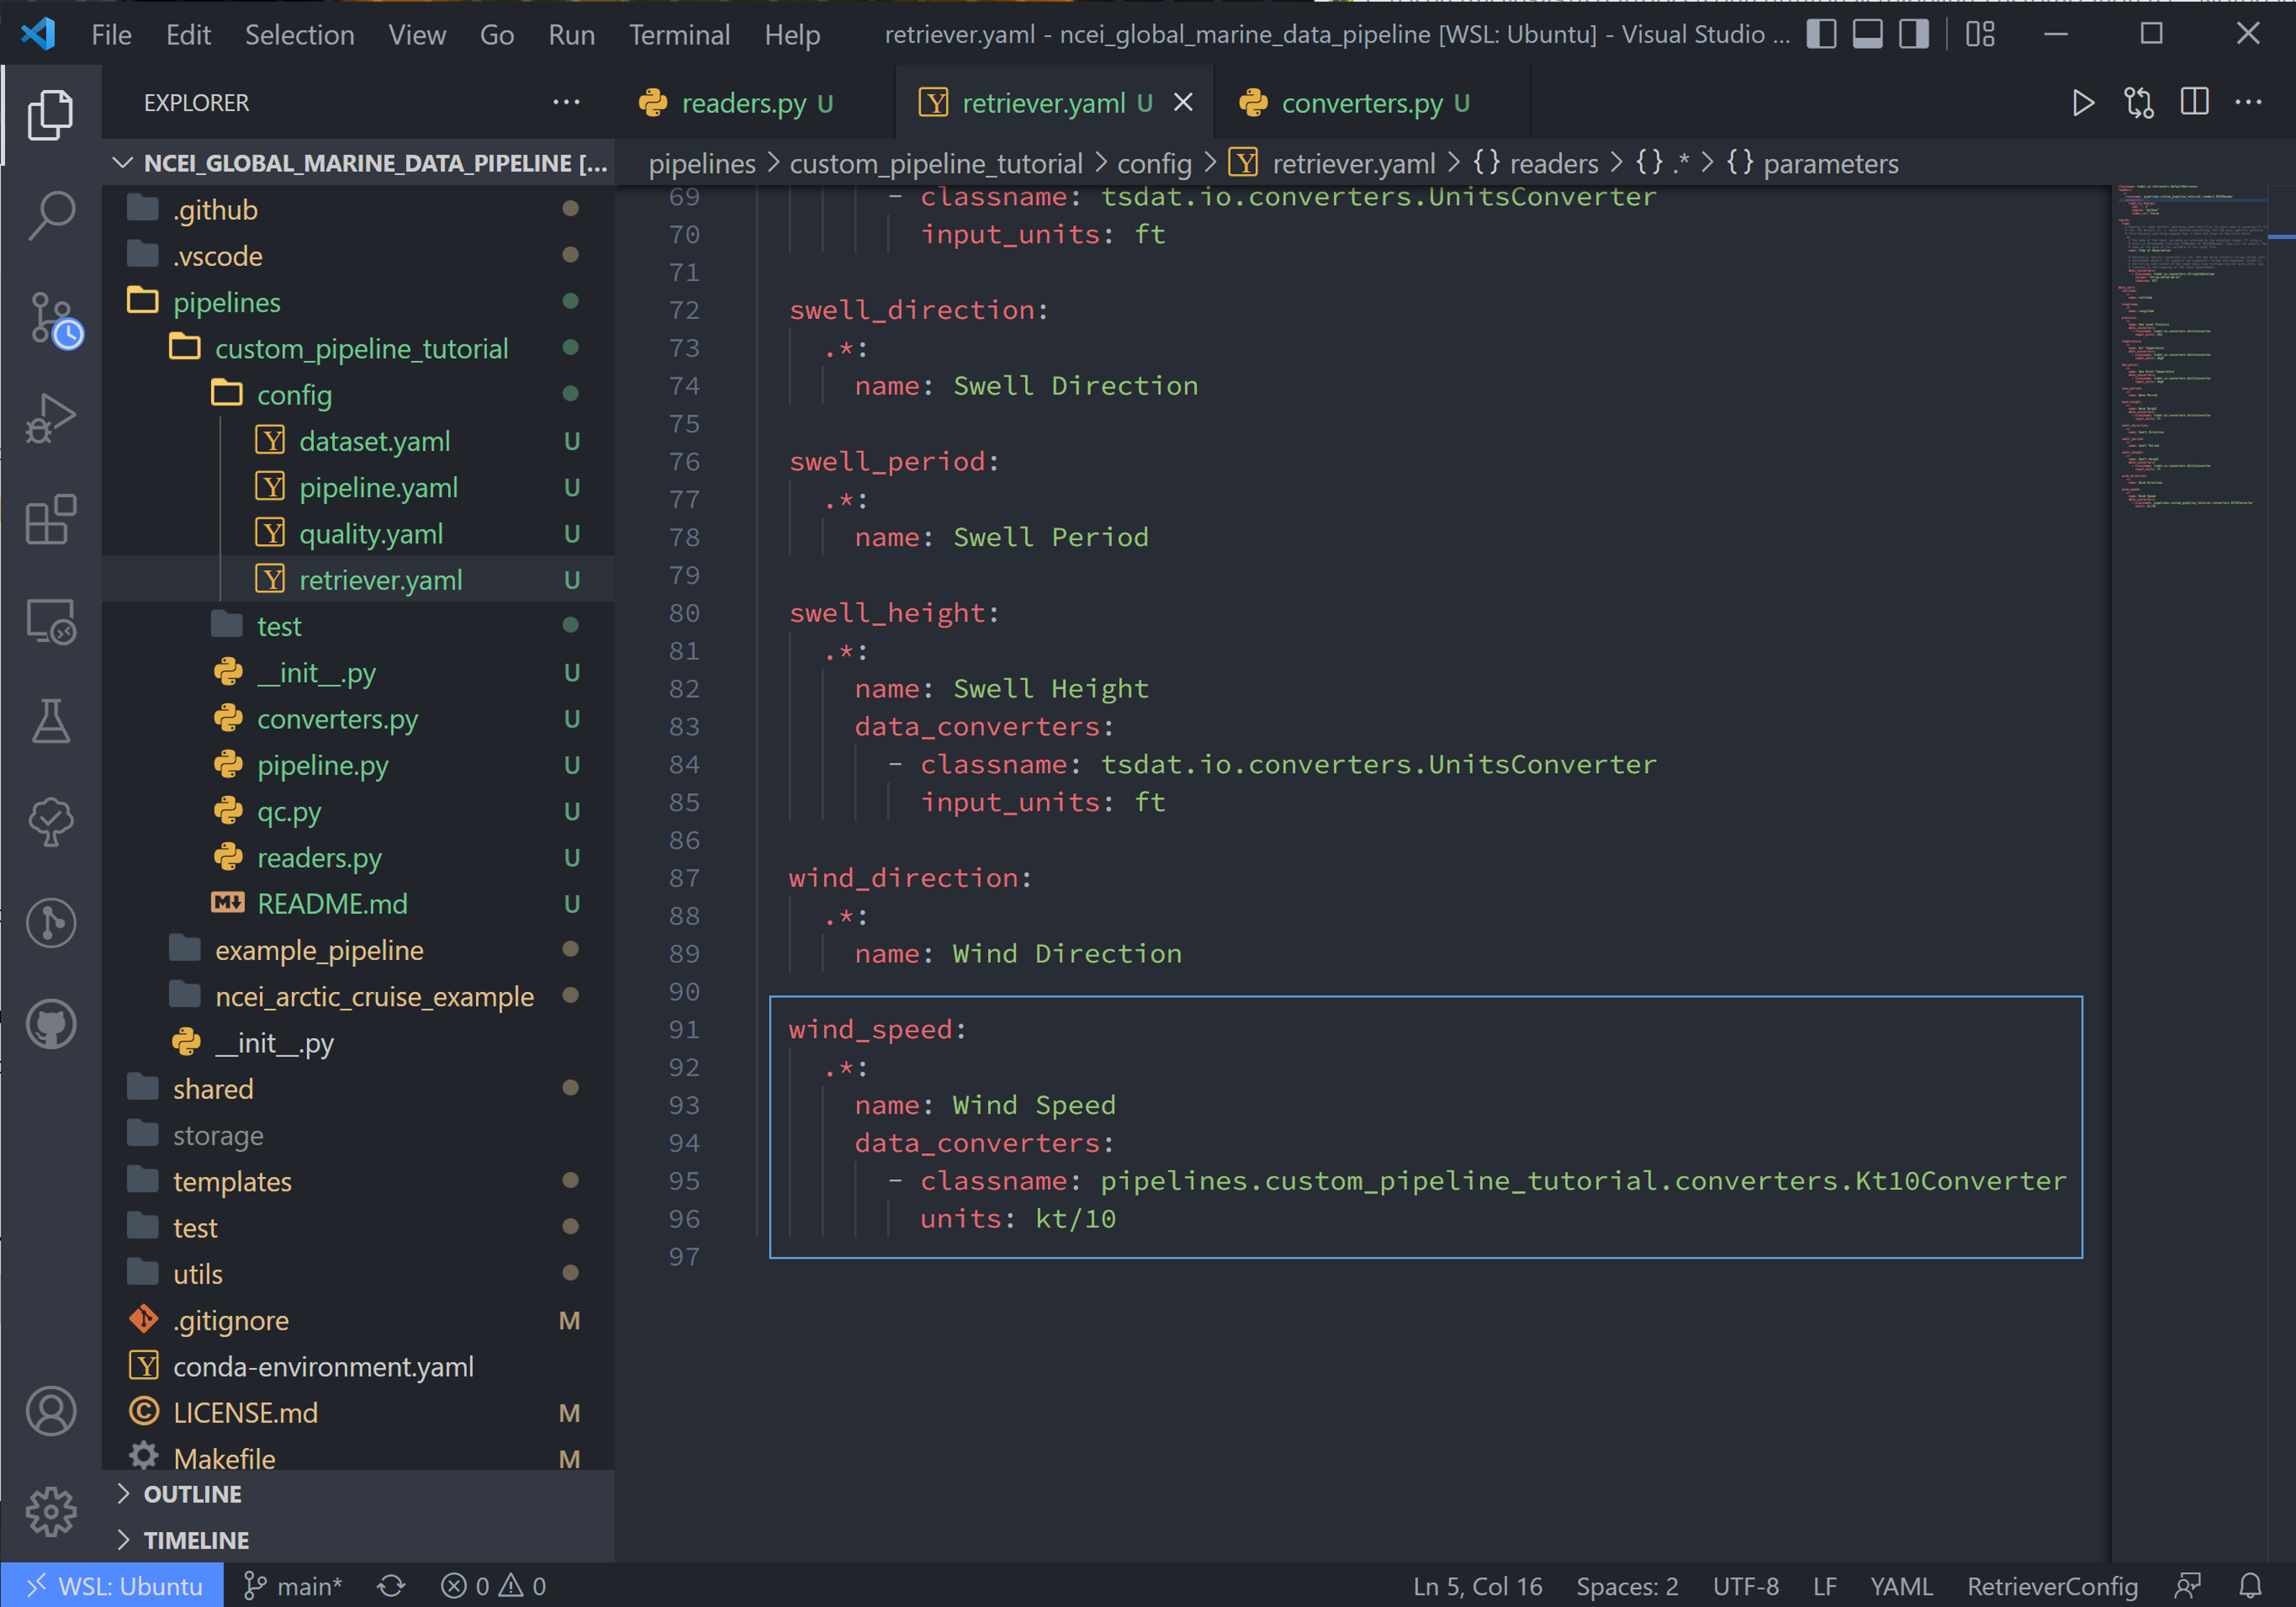 File Edit Selection View Go Run Terminal Help retriever.yaml - ncei_global_marine_data_pipeline [WSL: Ubuntu] - Visual Studio ...
EXPLORER
readers.py U
retriever.yaml U
converters.py U
NCEI_GLOBAL_MARINE_DATA_PIPELINE [...
pipelines > custom_pipeline_tutorial > config > retriever.yaml > {} readers > {} .* > {} parameters
.github
.vscode
pipelines
custom_pipeline_tutorial
config
dataset.yaml U
pipeline.yaml U
quality.yaml U
retriever.yaml U
test
__init__.py U
converters.py U
pipeline.py U
qc.py U
readers.py U
README.md U
example_pipeline
ncei_arctic_cruise_example
__init__.py
shared
storage
templates
test
utils
.gitignore M
conda-environment.yaml
LICENSE.md M
Makefile M
OUTLINE
TIMELINE
69 - classname: tsdat.io.converters.UnitsConverter
70 input_units: ft
71
72 swell_direction:
73 .*:
74 name: Swell Direction
75
76 swell_period:
77 .*:
78 name: Swell Period
79
80 swell_height:
81 .*:
82 name: Swell Height
83 data_converters:
84 - classname: tsdat.io.converters.UnitsConverter
85 input_units: ft
86
87 wind_direction:
88 .*:
89 name: Wind Direction
90
91 wind_speed:
92 .*:
93 name: Wind Speed
94 data_converters:
95 - classname: pipelines.custom_pipeline_tutorial.converters.Kt10Converter
96 units: kt/10
97
WSL: Ubuntu main* 0 0 Ln 5, Col 16 Spaces: 2 UTF-8 LF YAML RetrieverConfig